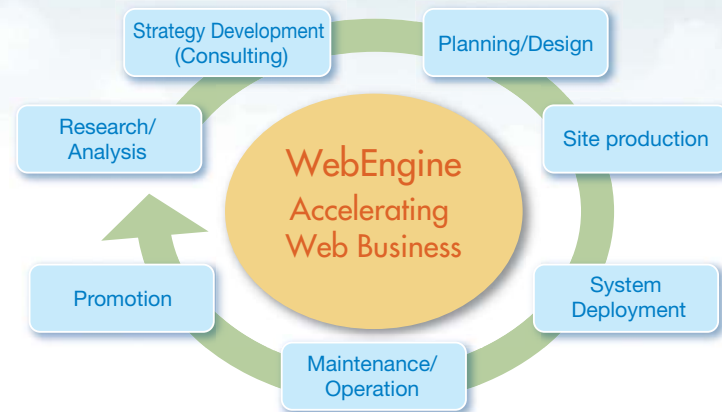 Strategy Development
(Consulting)
Planning/Design
Research/
Analysis
Site production
WebEngine
Accelerating
Web Business
Promotion
System
Deployment
Maintenance/
Operation